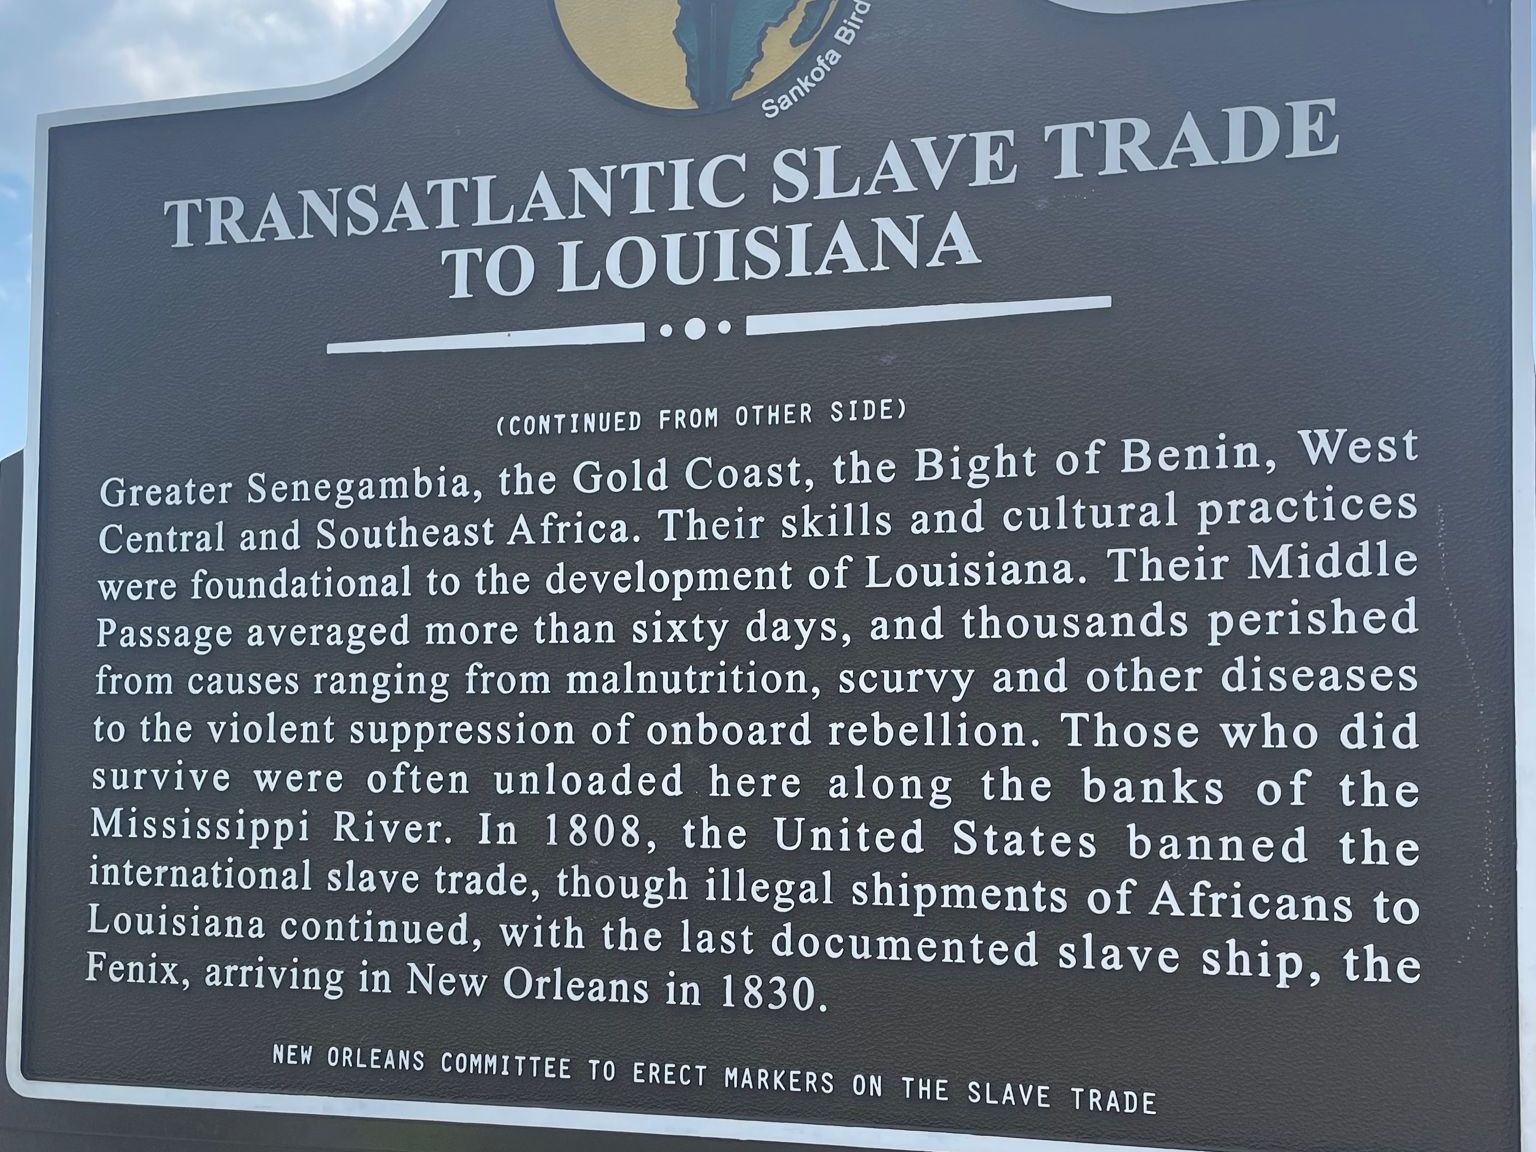 Sankofa Bird
TRANSATLANTIC SLAVE TRADE
TO LOUISIANA
(CONTINUED FROM OTHER SIDE)
Greater Senegambia, the Gold Coast, the Bight of Benin, West
Central and Southeast Africa. Their skills and cultural practices
were foundational to the development of Louisiana. Their Middle
Passage averaged more than sixty days, and thousands perished
from causes ranging from malnutrition, scurvy and other diseases
to the violent suppression of onboard rebellion. Those who did
survive were often unloaded here along the banks of the
Mississippi River. In 1808, the United States banned the
international slave trade, though illegal shipments of Africans to
Louisiana continued, with the last documented slave ship, the
Fenix, arriving in New Orleans in 1830.
NEW ORLEANS COMMITTEE TO ERECT MARKERS ON THE SLAVE TRADE